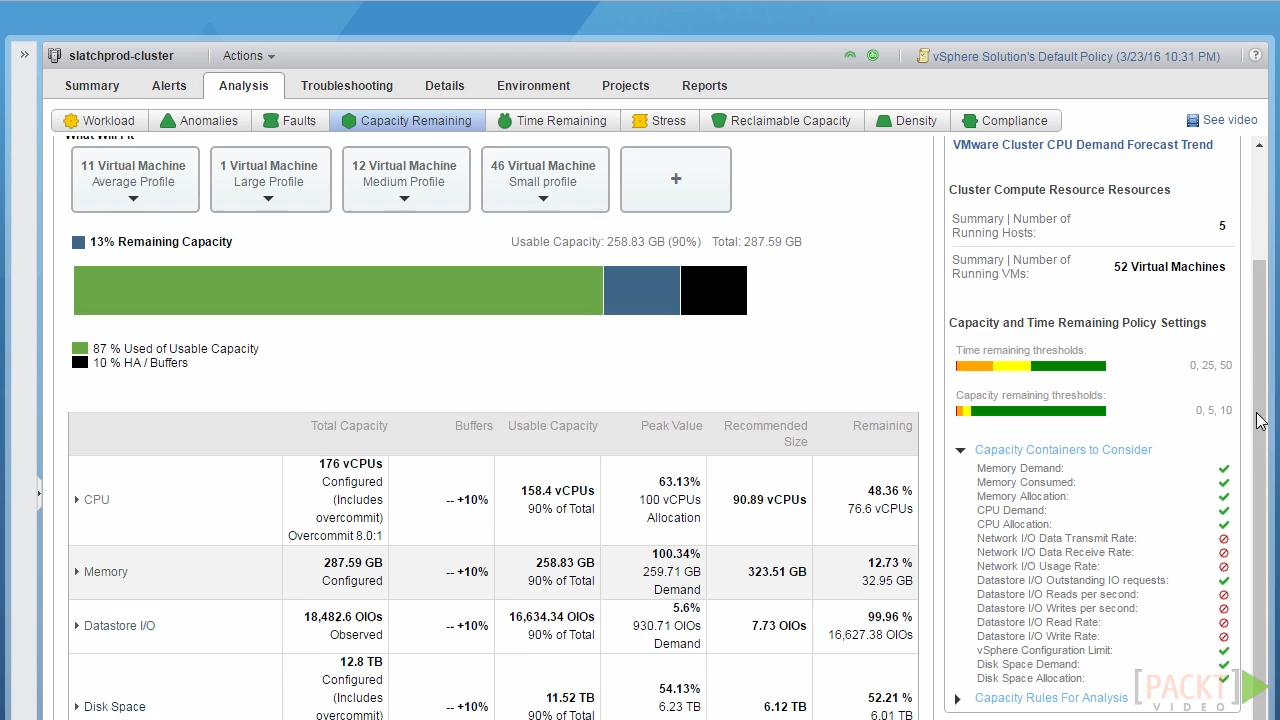 »
slatchprod-cluster
Actions
vSphere Solution's Default Policy (3/23/16 10:31 PM)
?
Summary
Alerts
Analysis
Troubleshooting
Details
Environment
Projects
Reports
Workload
Anomalies
Faults
Capacity Remaining
Time Remaining
Stress
Reclaimable Capacity
Density
Compliance
See video
What Will Fit
11 Virtual Machine
Average Profile
1 Virtual Machine
Large Profile
12 Virtual Machine
Medium Profile
46 Virtual Machine
Small profile
+
13% Remaining Capacity
Usable Capacity: 258.83 GB (90%) Total: 287.59 GB
87 % Used of Usable Capacity
10 % HA / Buffers
Total Capacity
Buffers
Usable Capacity
Peak Value
Recommended
Size
Remaining
CPU
176 vCPUs
Configured
(Includes
overcommit)
Overcommit 8.0:1
-- +10%
158.4 vCPUs
90% of Total
63.13%
100 vCPUs
Allocation
90.89 vCPUs
48.36 %
76.6 vCPUs
Memory
287.59 GB
Configured
-- +10%
258.83 GB
90% of Total
100.34%
259.71 GB
Demand
323.51 GB
12.73 %
32.95 GB
Datastore I/O
18,482.6 OIOs
Observed
-- +10%
16,634.34 OIOs
90% of Total
5.6%
930.71 OIOs
Demand
7.73 OIOs
99.96 %
16,627.38 OIOs
Disk Space
12.8 TB
Configured
(Includes
overcommit)
-- +10%
11.52 TB
90% of Total
54.13%
6.23 TB
6.12 TB
52.21 %
6.01 TB
VMware Cluster CPU Demand Forecast Trend
Cluster Compute Resource Resources
Summary | Number of
Running Hosts:
5
Summary | Number of
Running VMs:
52 Virtual Machines
Capacity and Time Remaining Policy Settings
Time remaining thresholds:
0, 25, 50
Capacity remaining thresholds:
0, 5, 10
Capacity Containers to Consider
Memory Demand:
Memory Consumed:
Memory Allocation:
CPU Demand:
CPU Allocation:
Network I/O Data Transmit Rate:
Network I/O Data Receive Rate:
Network I/O Usage Rate:
Datastore I/O Outstanding IO requests:
Datastore I/O Reads per second:
Datastore I/O Writes per second:
Datastore I/O Read Rate:
Datastore I/O Write Rate:
vSphere Configuration Limit:
Disk Space Demand:
Disk Space Allocation:
Capacity Rules For Analysis
[PACKT]
VIDEO